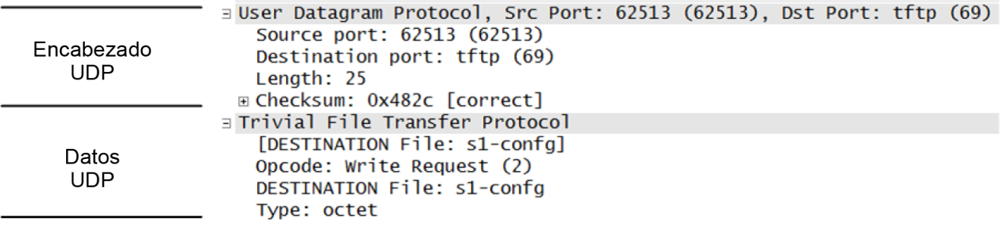 Encabezado
UDP
User Datagram Protocol, Src Port: 62513 (62513), Dst Port: tftp (69)
Source port: 62513 (62513)
Destination port: tftp (69)
Length: 25
Checksum: 0x482c [correct]
Datos
UDP
Trivial File Transfer Protocol
[DESTINATION File: s1-confg]
Opcode: Write Request (2)
DESTINATION File: s1-confg
Type: octet